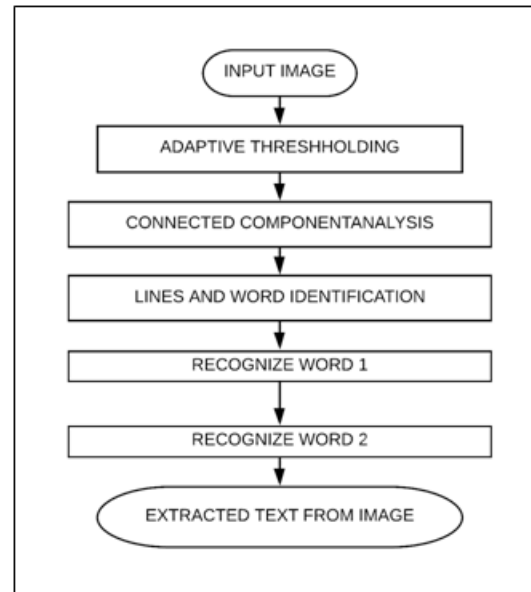 INPUT IMAGE
ADAPTIVE THRESHHOLDING
CONNECTED COMPONENTANALYSIS
LINES AND WORD IDENTIFICATION
RECOGNIZE WORD 1
RECOGNIZE WORD 2
EXTRACTED TEXT FROM IMAGE